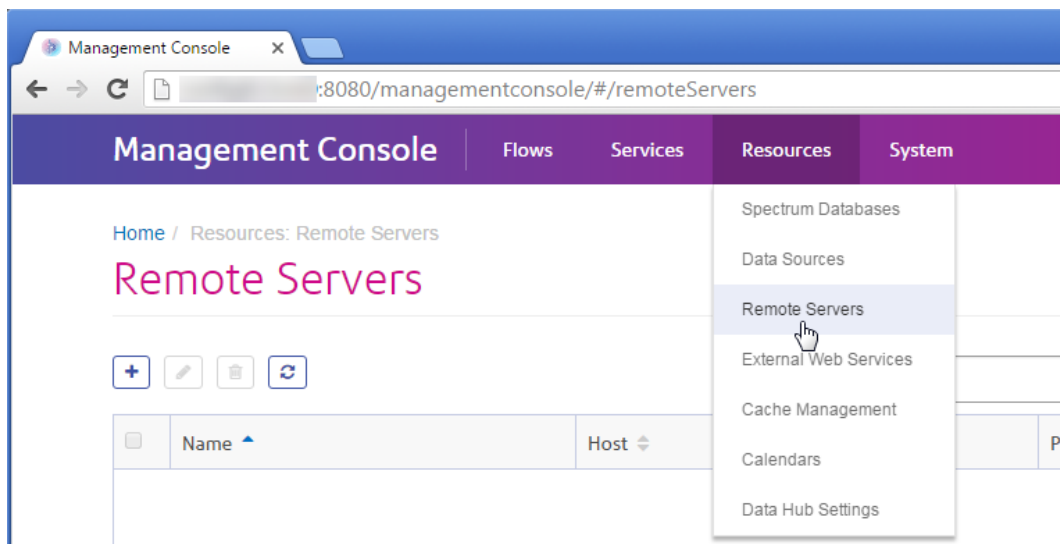 Management Console
:8080/managementconsole/#/remoteServers
Management Console Flows Services Resources System
Home / Resources: Remote Servers
Remote Servers
Spectrum Databases
Data Sources
Remote Servers
External Web Services
Cache Management
Calendars
Data Hub Settings
Name Host